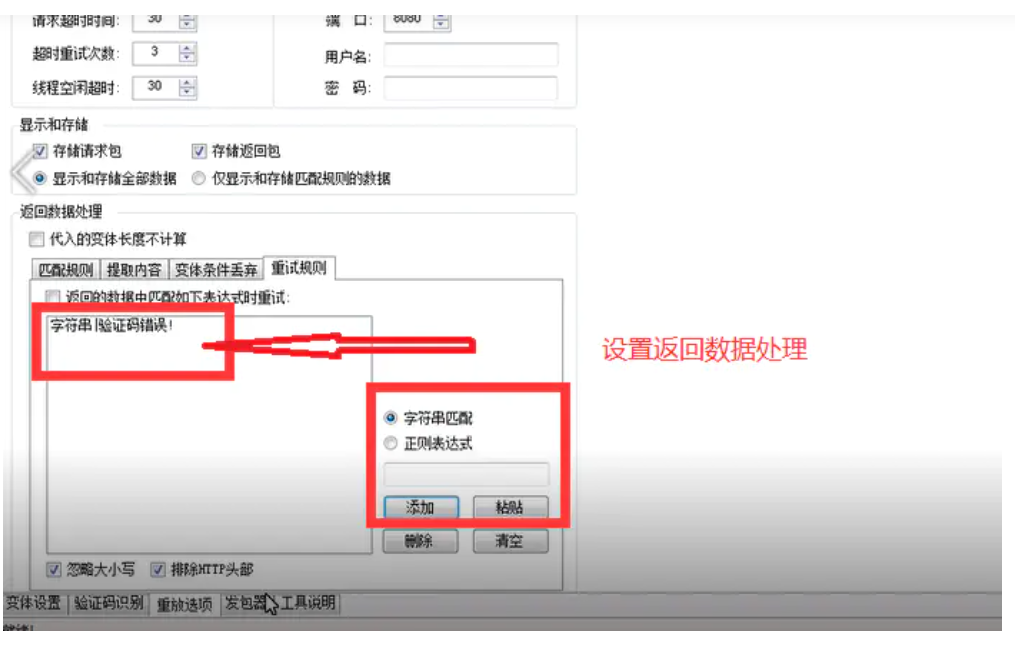 请求超时时间: 30 端 口: 8080
超时重试次数: 3 用户名:
线程空闲超时: 30 密 码:
显示和存储
存储请求包 存储返回包
显示和存储全部数据 仅显示和存储匹配规则的数据
返回数据处理
代入的变体长度不计算
匹配规则 提取内容 变体条件丢弃 重试规则
返回的数据中匹配如下表达式时重试:
字符串|验证码错误!
设置返回数据处理
字符串匹配
正则表达式
添加 粘贴
删除 清空
忽略大小写 排除HTTP头部
变体设置 验证码识别 重放选项 发包器 工具说明